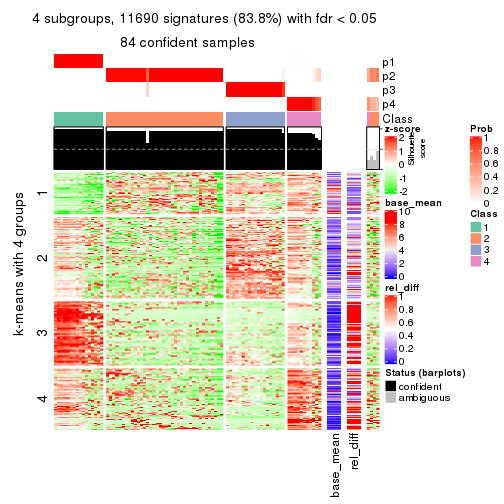 4 subgroups, 11690 signatures (83.8%) with fdr < 0.05
84 confident samples
p1
p2
p3
p4
Class
Silhouette score
k-means with 4 groups
1
2
3
4
base_mean
rel_diff
z-score
2
1
0
-1
-2
base_mean
10
8
6
4
2
0
rel_diff
1
0.8
0.6
0.4
0.2
0
Status (barplots)
confident
ambiguous
Prob
1
0.8
0.6
0.4
0.2
0
Class
1
2
3
4